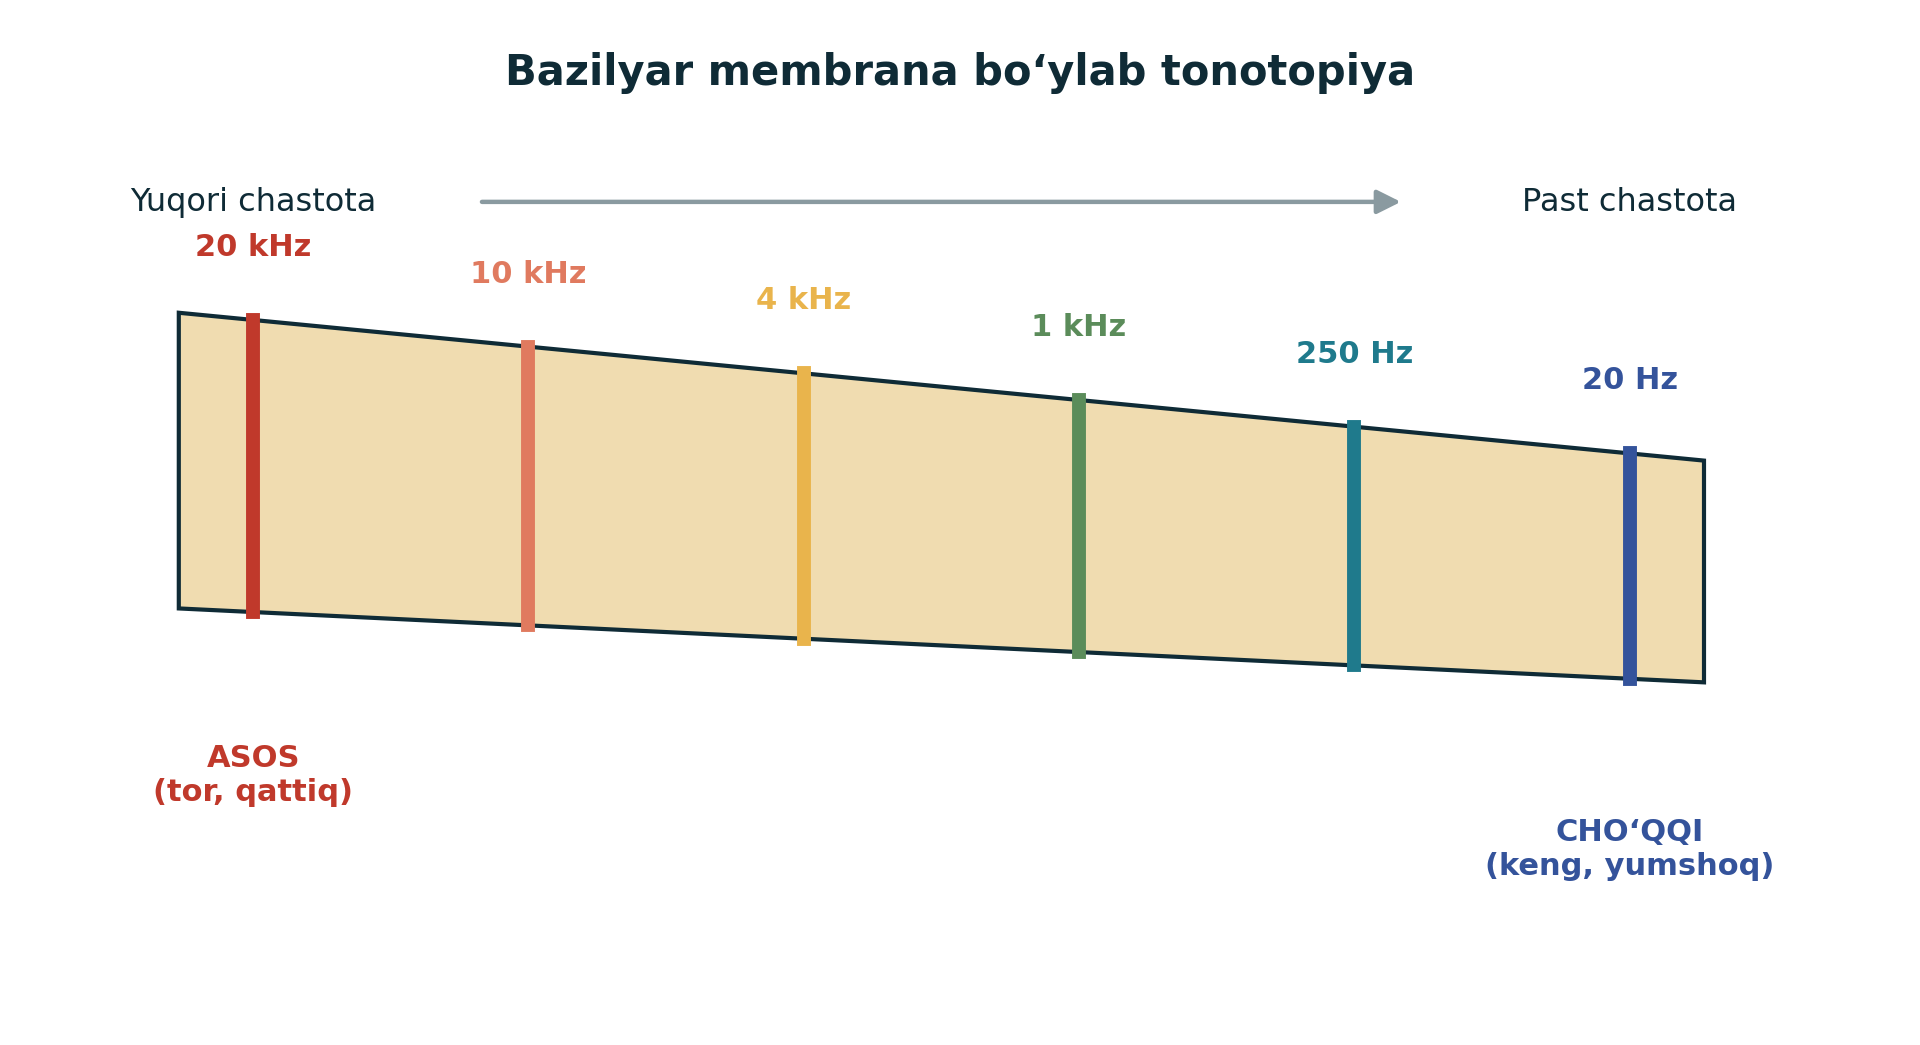 Bazilyar membrana bo‘ylab tonotopiya
Yuqori chastota
Past chastota
20 kHz
10 kHz
4 kHz
1 kHz
250 Hz
20 Hz
ASOS
(tor, qattiq)
CHO‘QQI
(keng, yumshoq)